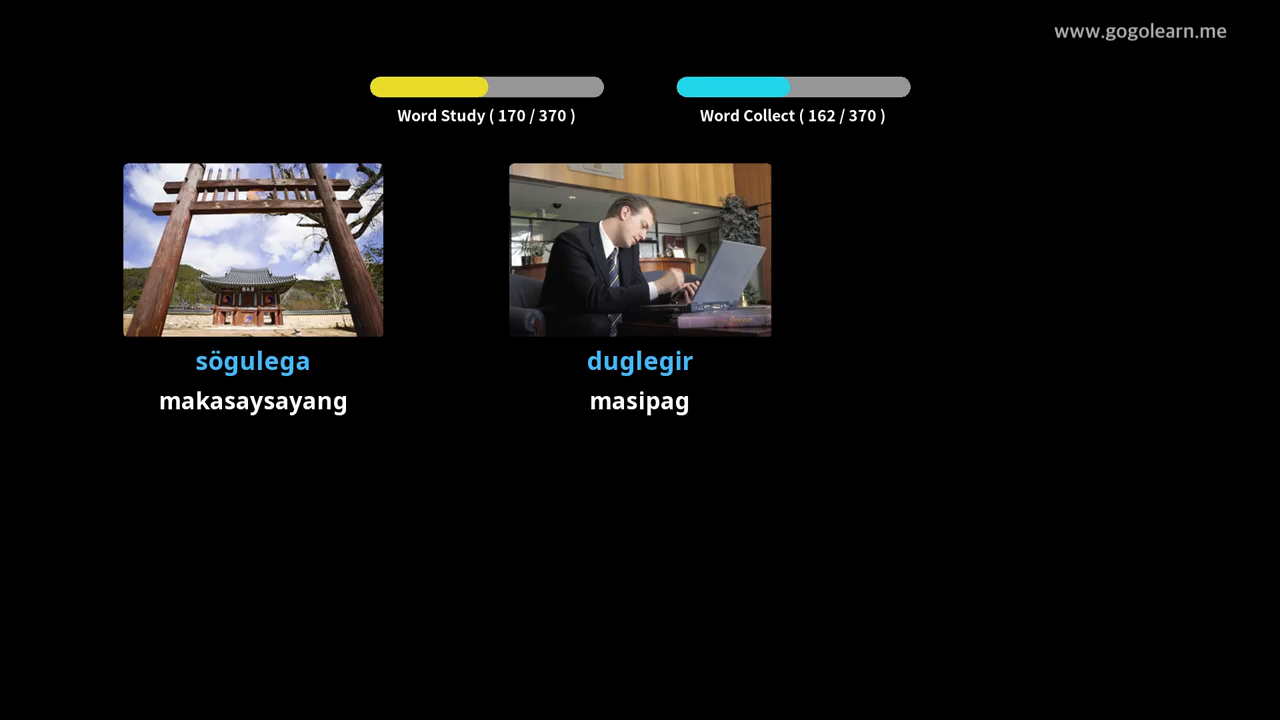 www.gogolearn.me
Word Study ( 170 / 370 )
Word Collect ( 162 / 370 )
sögulega
makasaysayang
duglegir
masipag